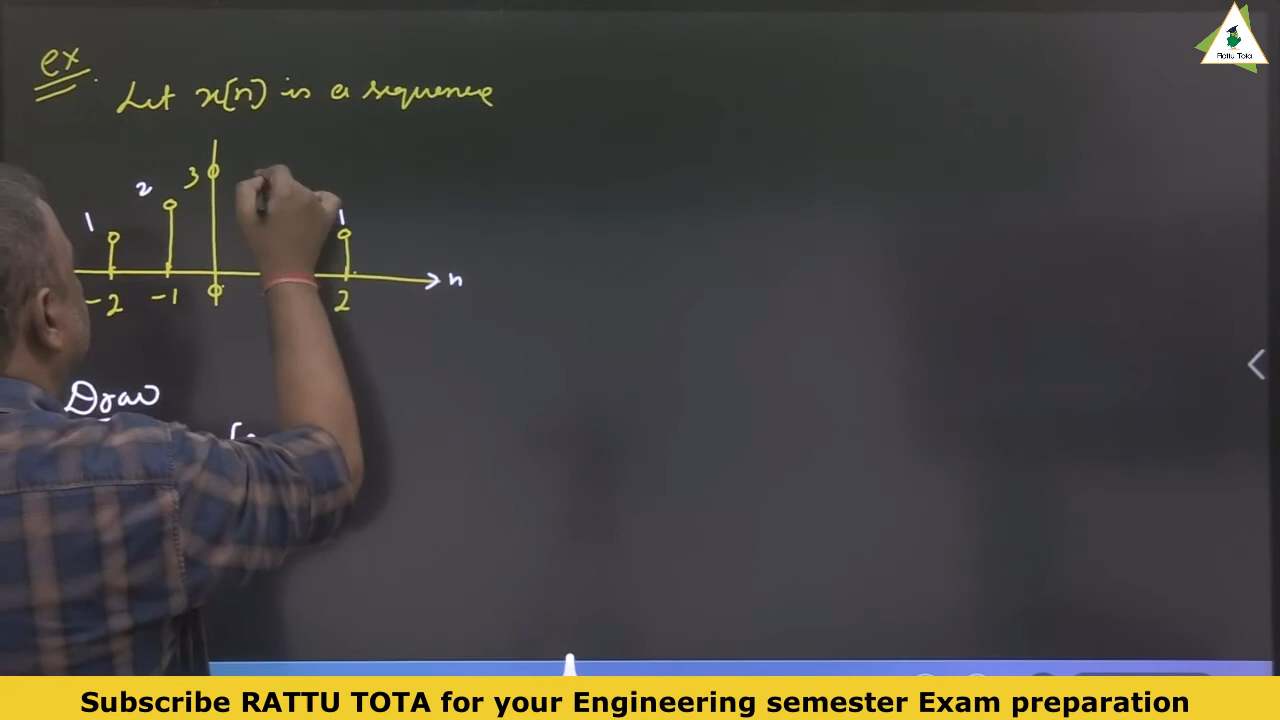 ex
Let x[n] is a sequence
1 2 3 1
-2 -1 0 2 n
Draw
Rattu Tota
Subscribe RATTU TOTA for your Engineering semester Exam preparation